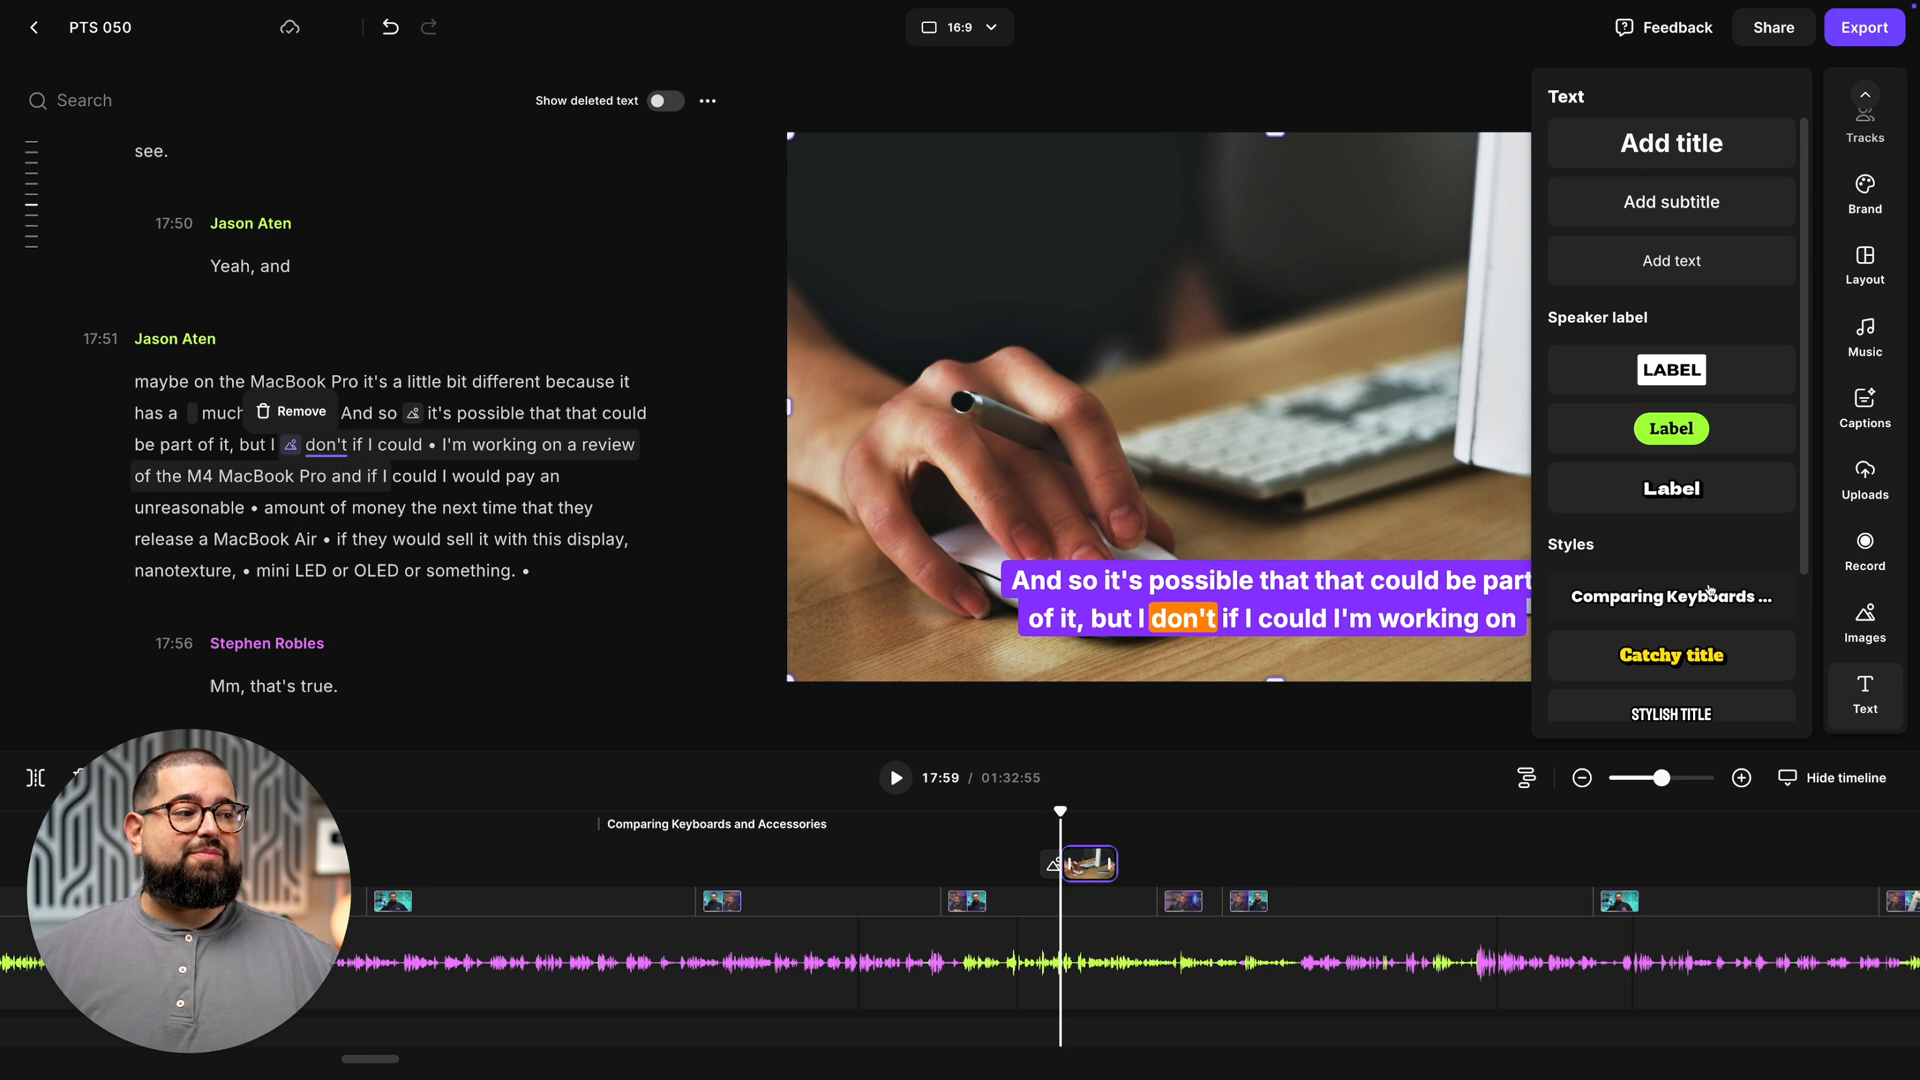 PTS 050
16:9
Feedback
Share
Export
Search
Show deleted text
see.
17:50 Jason Aten
Yeah, and
17:51 Jason Aten
maybe on the MacBook Pro it's a little bit different because it
has a much Remove And so it's possible that that could
be part of it, but I don't if I could • I'm working on a review
of the M4 MacBook Pro and if I could I would pay an
unreasonable • amount of money the next time that they
release a MacBook Air • if they would sell it with this display,
nanotexture, • mini LED or OLED or something. •
17:56 Stephen Robles
Mm, that's true.
And so it's possible that that could be part
of it, but I don't if I could I'm working on
Text
Add title
Add subtitle
Add text
Speaker label
LABEL
Label
Label
Styles
Comparing Keyboards ...
Catchy title
STYLISH TITLE
Tracks
Brand
Layout
Music
Captions
Uploads
Record
Images
Text
17:59 / 01:32:55
Hide timeline
Comparing Keyboards and Accessories